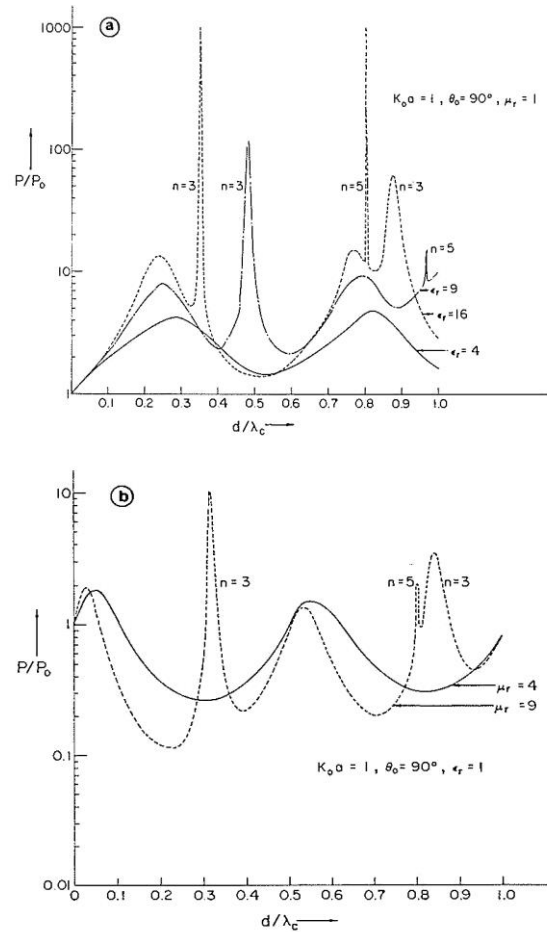 a
1000
100
10
1
P/P₀
K₀a = 1, θ₀ = 90°, μᵣ = 1
n=3
n=3
n=5
n=3
n=5
εᵣ = 9
εᵣ = 16
εᵣ = 4
0.1 0.2 0.3 0.4 0.5 0.6 0.7 0.8 0.9 1.0
d/λc
b
10
1
0.1
0.01
P/P₀
n=3
n=5
n=3
μᵣ = 4
μᵣ = 9
K₀a = 1, θ₀ = 90°, εᵣ = 1
0 0.1 0.2 0.3 0.4 0.5 0.6 0.7 0.8 0.9 1.0
d/λc